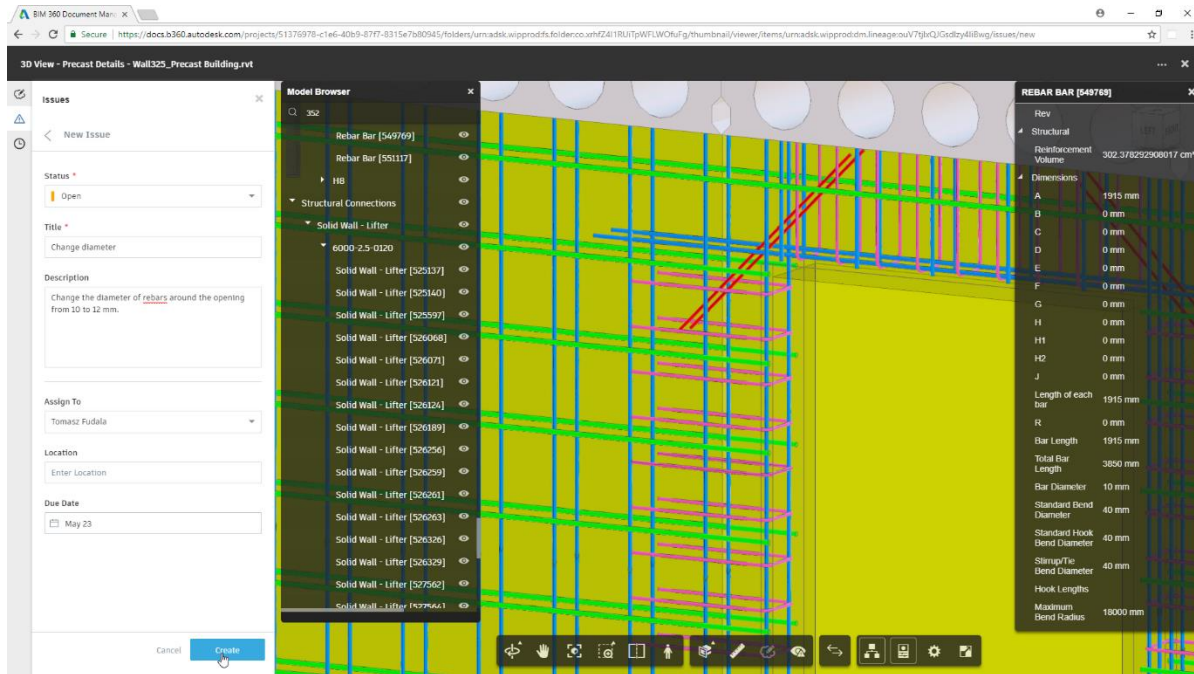 BIM 360 Document Mana
Secure
https://docs.b360.autodesk.com/projects/51376978-c1e6-40b9-87f7-8315e7b80945/folders/urn:adsk.wipprod:fs.folder:co.xrhfZ4l1RUiTpWFLWOfuFg/thumbnail/viewer/items/urn:adsk.wipprod:dm.lineage:ouV7tjlxQJGsdlzy4Ii8wg/issues/new
3D View - Precast Details - Wall325_Precast Building.rvt
Issues
New Issue
Status *
Open
Title *
Change diameter
Description
Change the diameter of rebars around the opening
from 10 to 12 mm.
Assign To
Tomasz Fudala
Location
Enter Location
Due Date
May 23
Cancel
Create
Model Browser
352
Rebar Bar [549769]
Rebar Bar [551117]
H8
Structural Connections
Solid Wall - Lifter
6000-2.5-0120
Solid Wall - Lifter [525137]
Solid Wall - Lifter [525140]
Solid Wall - Lifter [525597]
Solid Wall - Lifter [526068]
Solid Wall - Lifter [526071]
Solid Wall - Lifter [526121]
Solid Wall - Lifter [526124]
Solid Wall - Lifter [526189]
Solid Wall - Lifter [526256]
Solid Wall - Lifter [526259]
Solid Wall - Lifter [526261]
Solid Wall - Lifter [526263]
Solid Wall - Lifter [526326]
Solid Wall - Lifter [526329]
Solid Wall - Lifter [527562]
Solid Wall - Lifter [527564]
REBAR BAR [549769]
Rev
Structural
Reinforcement
Volume
302.378292908017 cm³
Dimensions
A 1915 mm
B 0 mm
C 0 mm
D 0 mm
E 0 mm
F 0 mm
G 0 mm
H 0 mm
H1 0 mm
H2 0 mm
J 0 mm
Length of each
bar
1915 mm
R 0 mm
Bar Length 1915 mm
Total Bar
Length
3850 mm
Bar Diameter 10 mm
Standard Bend
Diameter
40 mm
Standard Hook
Bend Diameter
40 mm
Stirrup/Tie
Bend Diameter
40 mm
Hook Lengths
Maximum
Bend Radius
18000 mm